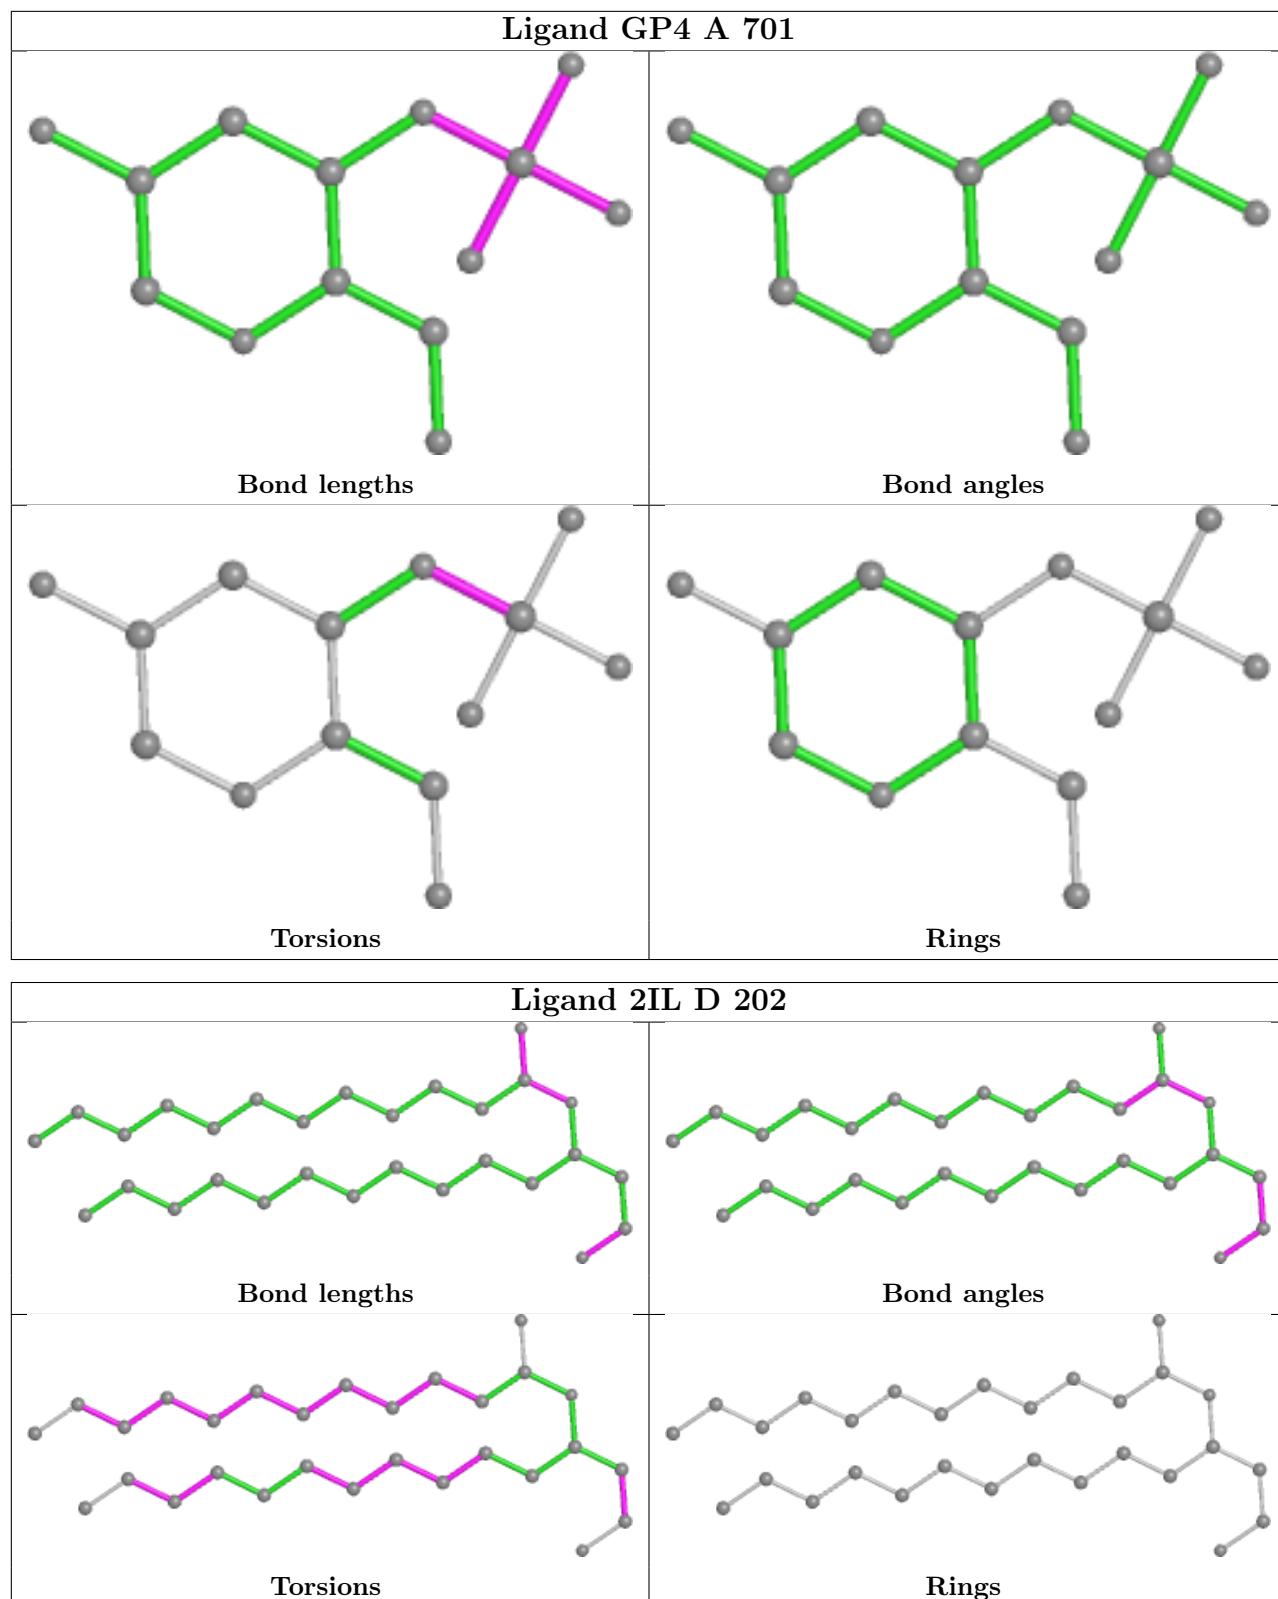 Ligand GP4 A 701
Bond lengths
Bond angles
Torsions
Rings
Ligand 2IL D 202
Bond lengths
Bond angles
Torsions
Rings